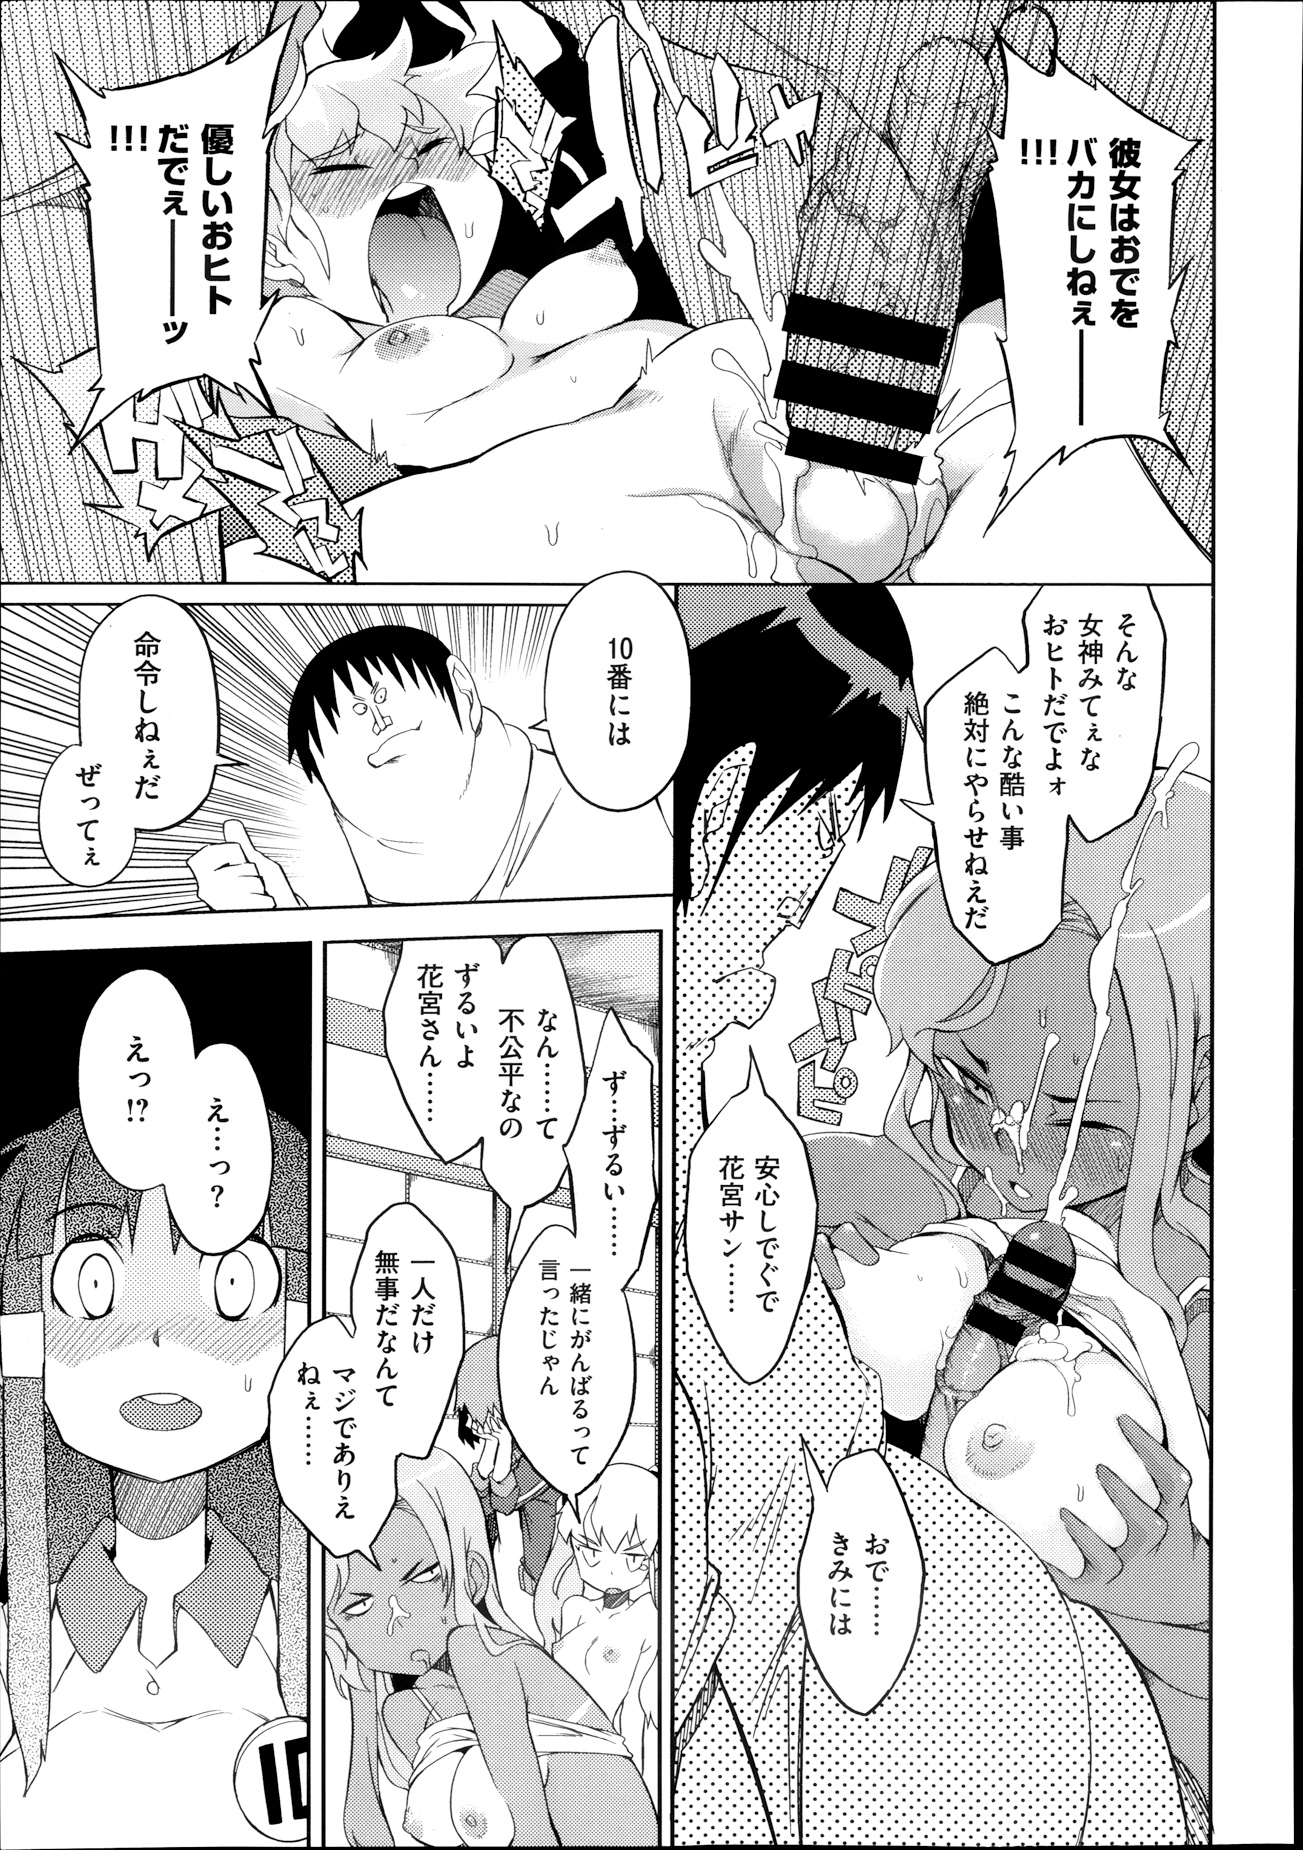 彼女はおでを
バカにしねぇ――
!!!
優しいおヒト
だでぇ――ッ
!!!
そんな
女神みてぇな
おヒトだでよォ
こんな酷い事
絶対にやらせねえだ
安心しでぐで
花宮サン……
おで……
きみには
10番には
命令しねぇだ
ぜってぇ
ず…ずるい……
なん……て
不公平なの
ずるいよ
花宮さん……
一緒にがんばるって
言ったじゃん
一人だけ
無事だなんて
マジでありえ
ねぇ……
え…っ?
えっ!?